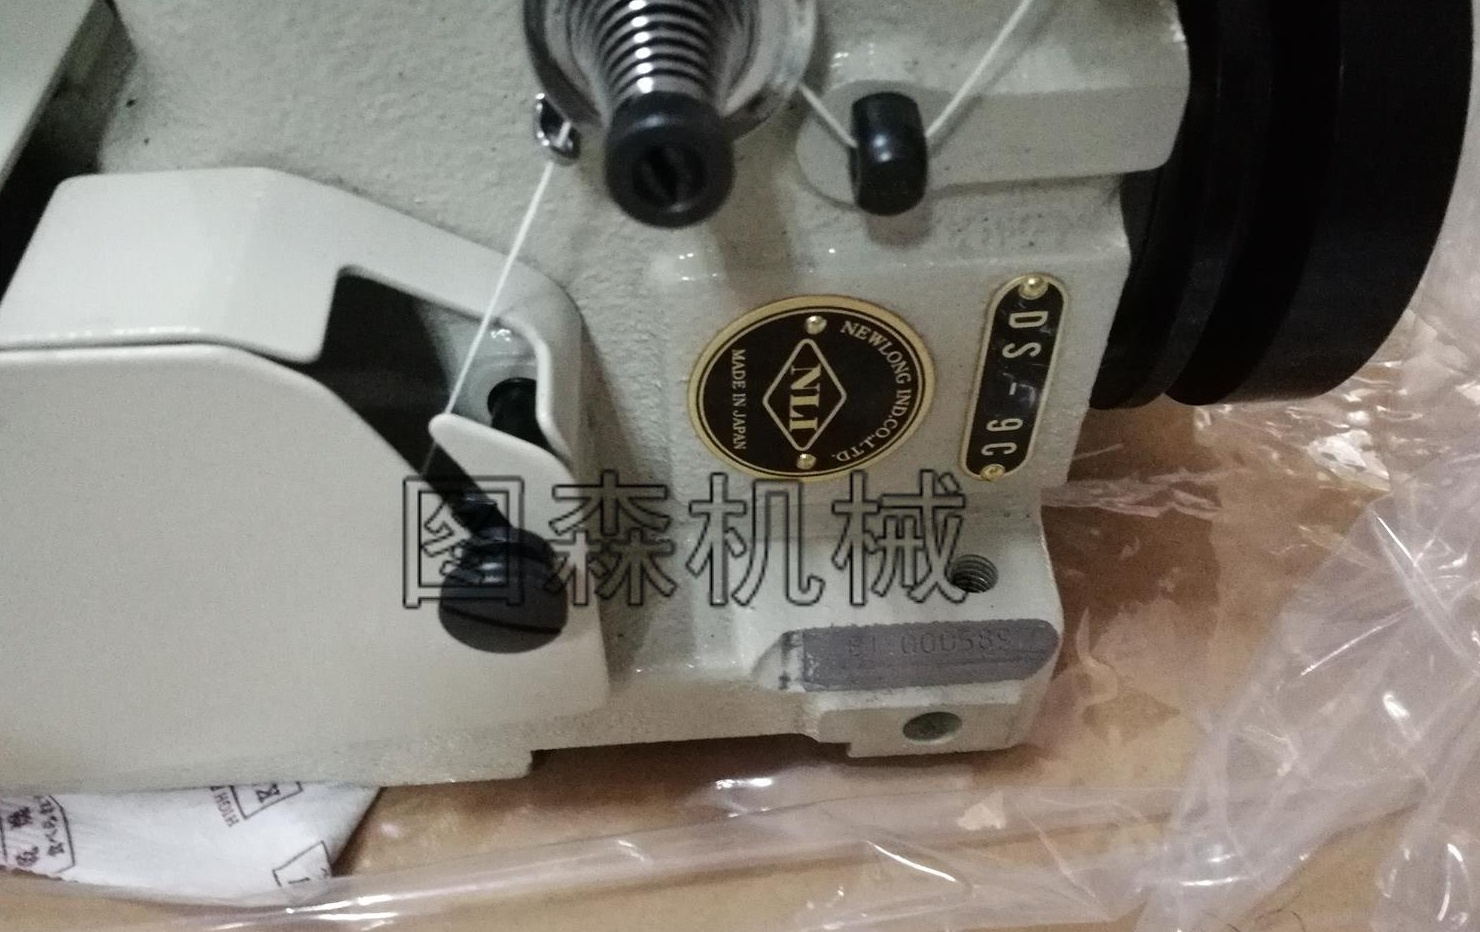 NEWLONG IND.CO.,LTD.
NLI
MADE IN JAPAN
DS-9C
图森机械